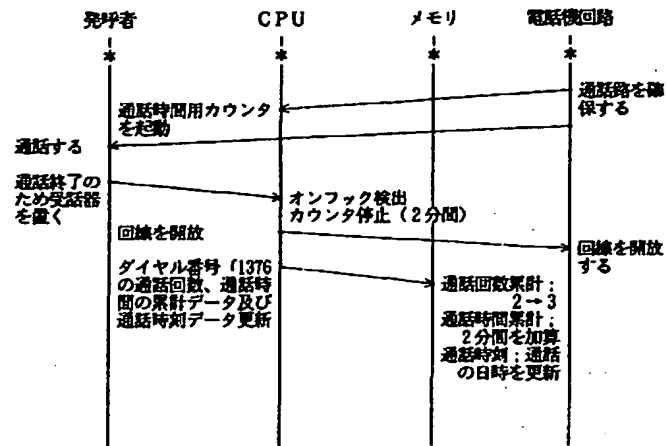 発呼者 CPU メモリ 電話機回路
* * * *
通話路を確
保する
通話時間用カウンタ
を起動
通話する
通話終了の
ため受話器
を置く
オンフック検出
カウンタ停止(2分間)
回線を開放
回線を開放
する
ダイヤル番号「1376
の通話回数、通話時
間の累計データ及び
通話時刻データ更新
通話回数累計;
2→3
通話時間累計;
2分間を加算
通話時刻;通話
の日時を更新